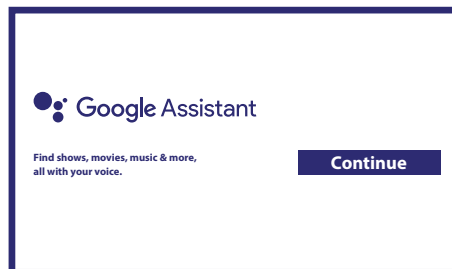 Google Assistant
Find shows, movies, music & more,
all with your voice.
Continue